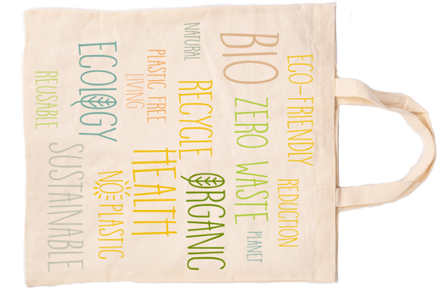 ECO-FRIENDLY REDUCTION
BIO ZERO WASTE PLANET
NATURAL RECYCLE ORGANIC
PLASTIC FREE
LIVING HEALTH
ECOLOGY NO PLASTIC
REUSABLE SUSTAINABLE